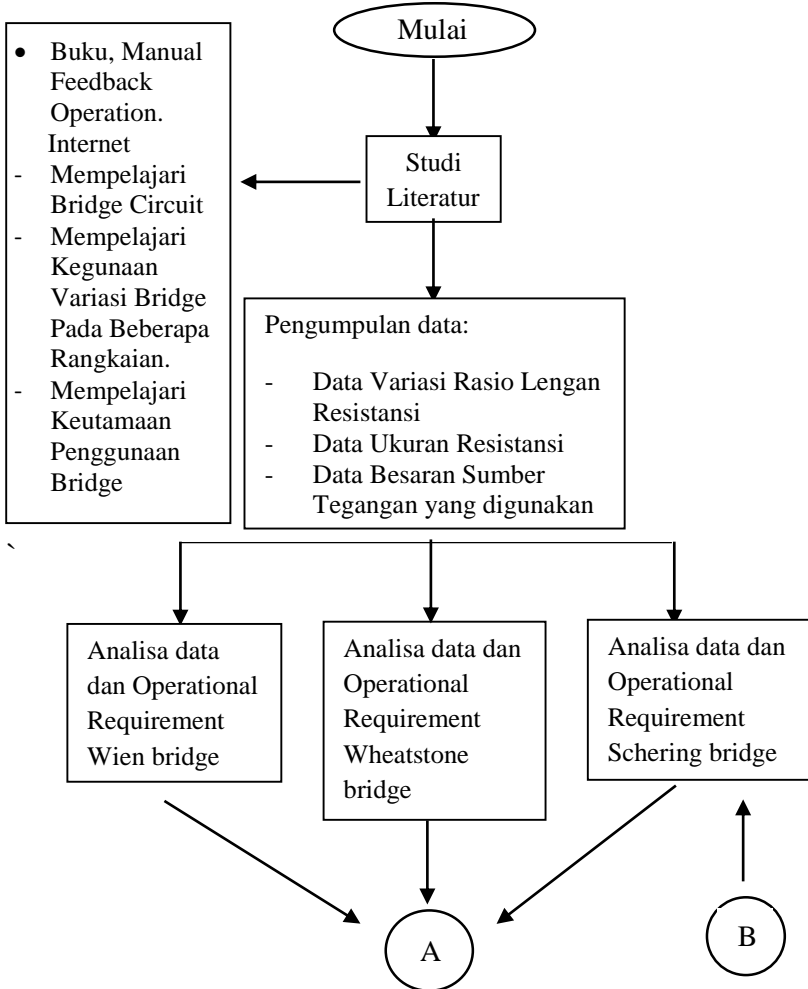 Mulai
• Buku, Manual
Feedback
Operation.
Internet
- Mempelajari
Bridge Circuit
- Mempelajari
Kegunaan
Variasi Bridge
Pada Beberapa
Rangkaian.
- Mempelajari
Keutamaan
Penggunaan
Bridge
Studi
Literatur
Pengumpulan data:
- Data Variasi Rasio Lengan
Resistansi
- Data Ukuran Resistansi
- Data Besaran Sumber
Tegangan yang digunakan
`
Analisa data
dan Operational
Requirement
Wien bridge
Analisa data dan
Operational
Requirement
Wheatstone
bridge
Analisa data dan
Operational
Requirement
Schering bridge
A
B